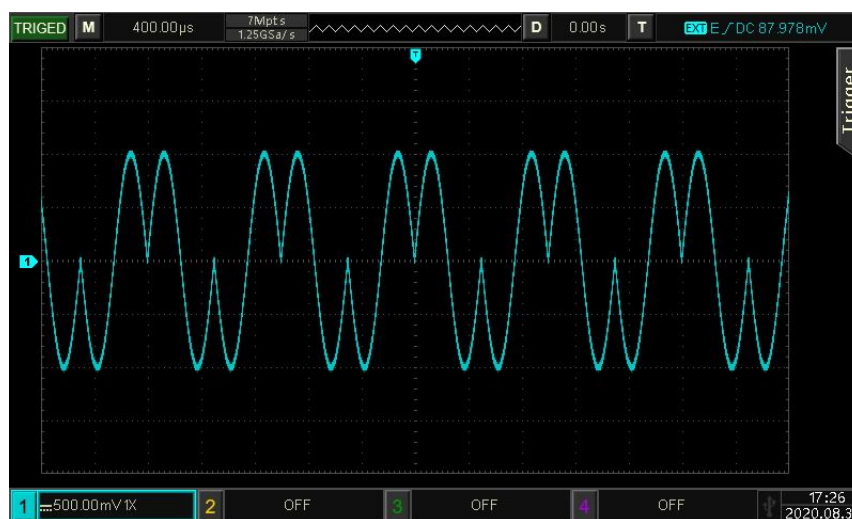 TRIGED M 400.00μs 7Mpts D 0.00s T EXT E DC 87.978mV
1.25GSa/s
T
Trigger
1
1 500.00mV 1X 2 OFF 3 OFF 4 OFF 17:26
2020.08.3